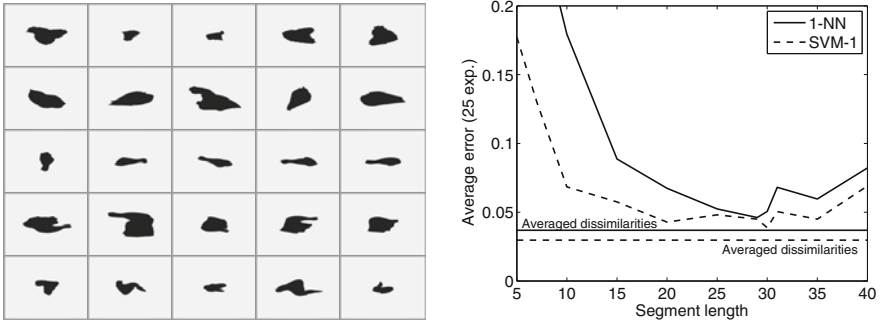 0.2
0.15
0.1
0.05
0
Average error (25 exp.)
1-NN
SVM-1
Averaged dissimilarities
Averaged dissimilarities
5 10 15 20 25 30 35 40
Segment length